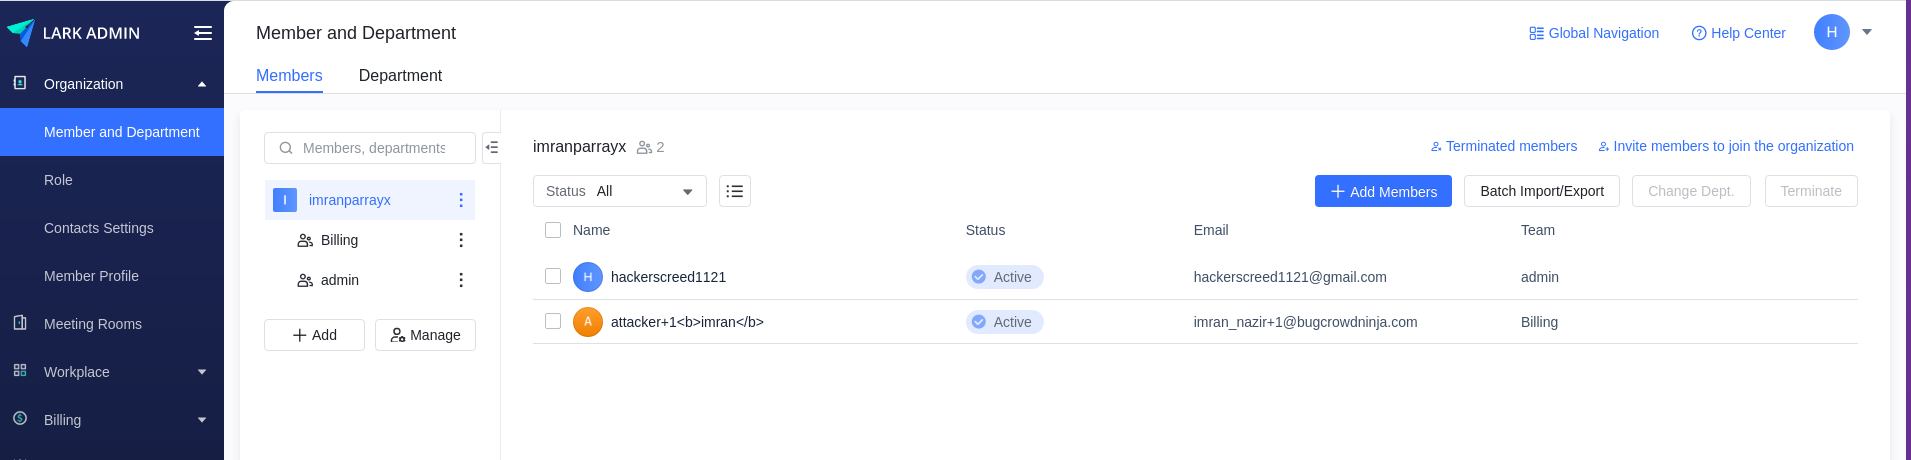 LARK ADMIN
Organization
Member and Department
Role
Contacts Settings
Member Profile
Meeting Rooms
Workplace
Billing
Member and Department
Global Navigation
Help Center
H
Members
Department
Members, departments
I imranparrayx
Billing
admin
Add
Manage
imranparrayx 2
Terminated members
Invite members to join the organization
Status All
Add Members
Batch Import/Export
Change Dept.
Terminate
Name Status Email Team
H hackerscreed1121 Active hackerscreed1121@gmail.com admin
A attacker+1<b>imran</b> Active imran_nazir+1@bugcrowdninja.com Billing